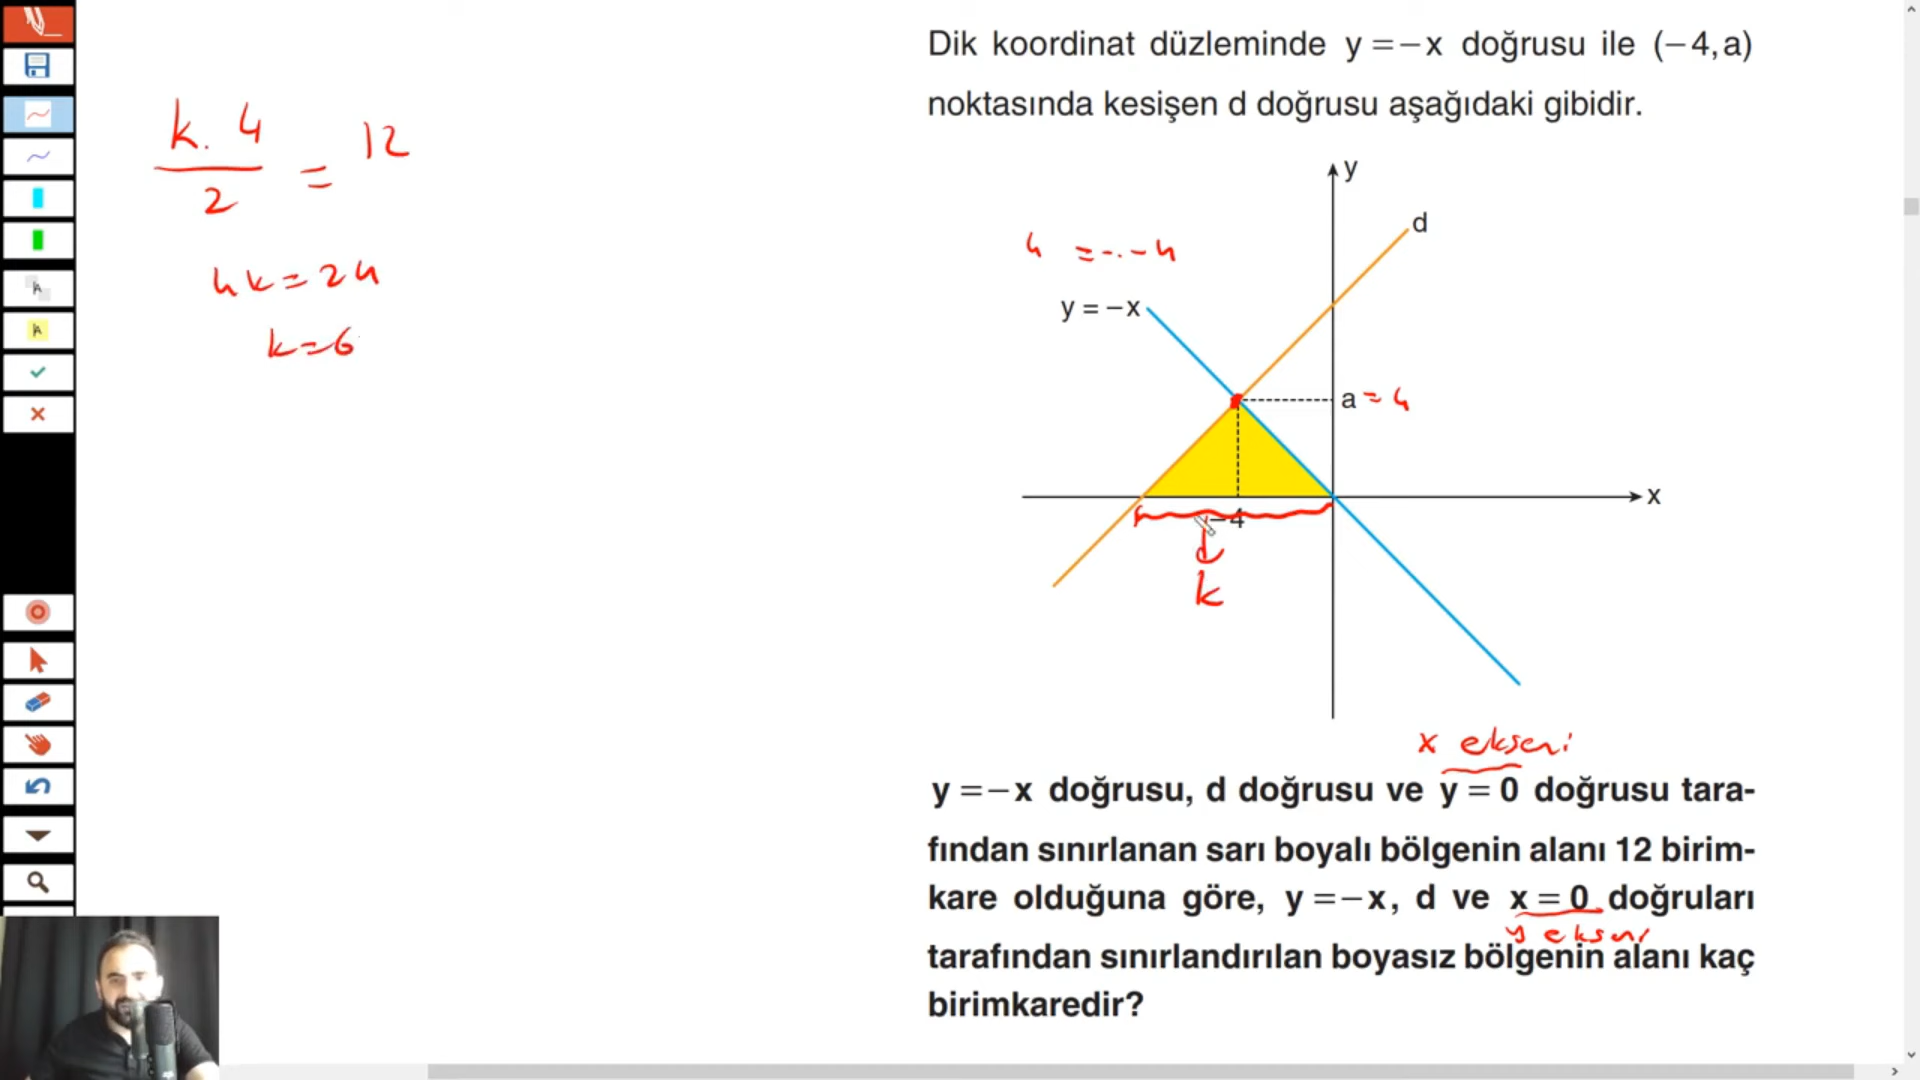 Dik koordinat düzleminde y = −x doğrusu ile (−4, a)
noktasında kesişen d doğrusu aşağıdaki gibidir.
k. 4
2
= 12
4k = 24
k = 6
y
d
4 = -. -4
y = −x
a = 4
x
−4
k
x ekseni
y = −x doğrusu, d doğrusu ve y = 0 doğrusu tara-
fından sınırlanan sarı boyalı bölgenin alanı 12 birim-
kare olduğuna göre, y = −x, d ve x = 0 doğruları
y ekseni
tarafından sınırlandırılan boyasız bölgenin alanı kaç
birimkaredir?